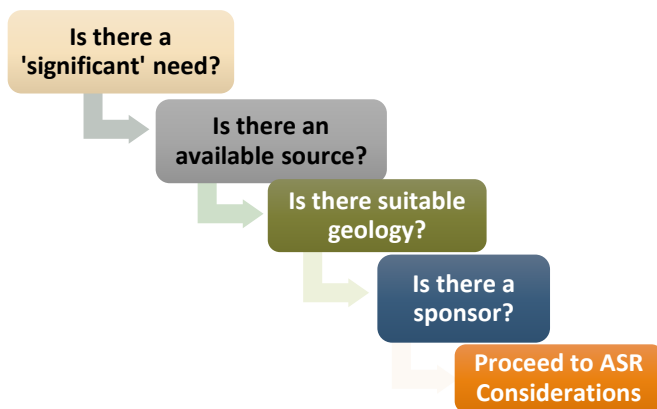 Is there a
'significant' need?
Is there an
available source?
Is there suitable
geology?
Is there a
sponsor?
Proceed to ASR
Considerations